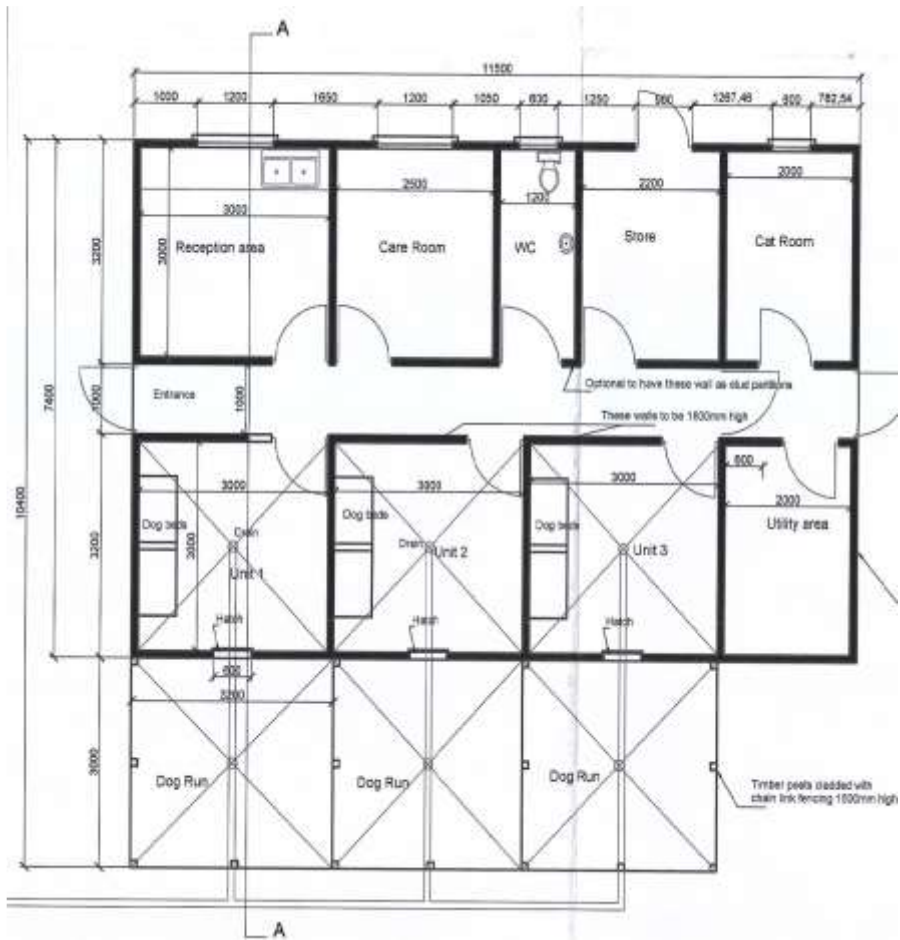 A
11500
1000 1200 1650 1200 1050 600 1250 960 1267,46 800 782,54
2500
2200
2000
3000
1200
Reception area
Care Room
WC
Store
Cat Room
3000
3200
Entrance
1000
1000
7400
10400
Optional to have these wall as stud partitions
These walls to be 1800mm high
600
3000
3000
3000
2000
Dog beds
Dog beds
Dog beds
Utility area
Drain
Drain
Unit 1
Unit 2
Unit 3
3000
3200
Hatch
Hatch
Hatch
600
3200
3000
Dog Run
Dog Run
Dog Run
Timber posts cladded with
chain link fencing 1800mm high
A